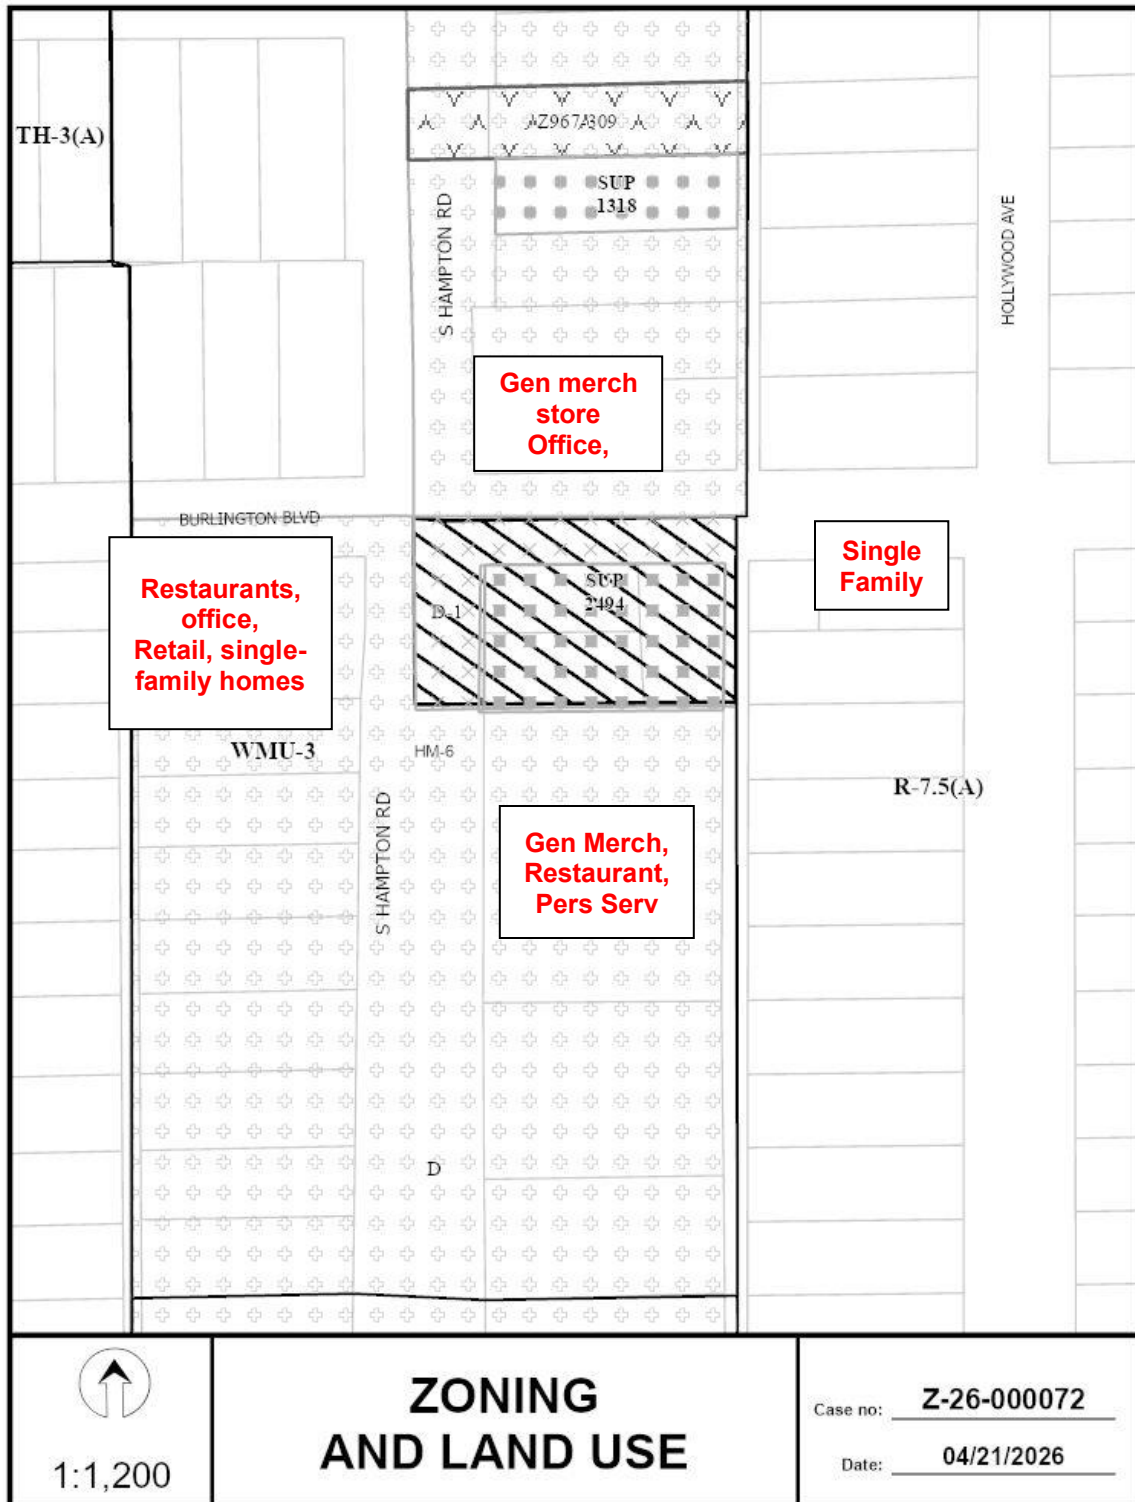 TH-3(A)
Z967-309
SUP
1318
S HAMPTON RD
HOLLYWOOD AVE
Gen merch
store
Office,
BURLINGTON BLVD
Restaurants,
office,
Retail, single-
family homes
D-1
SUP
2494
Single
Family
WMU-3
HM-6
R-7.5(A)
S HAMPTON RD
Gen Merch,
Restaurant,
Pers Serv
D
1:1,200
ZONING
AND LAND USE
Case no: Z-26-000072
Date: 04/21/2026